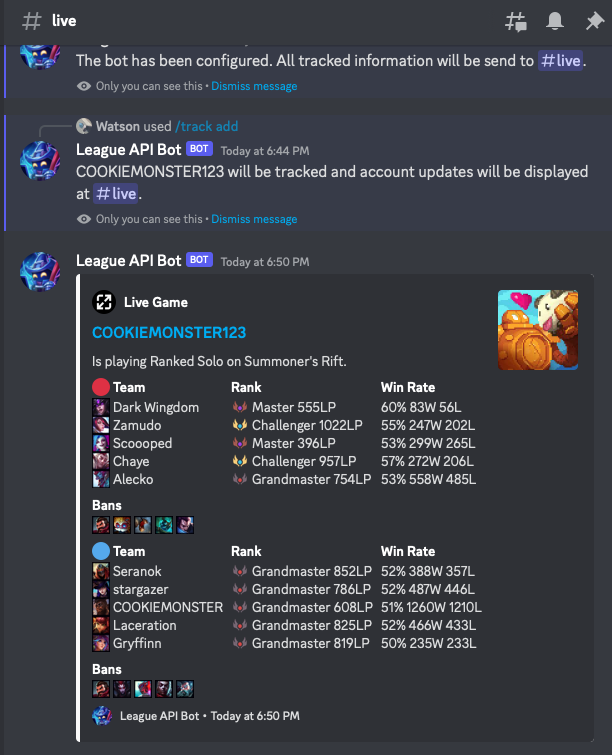 # live
The bot has been configured. All tracked information will be send to #live.
Only you can see this • Dismiss message
Watson used /track add
League API Bot BOT Today at 6:44 PM
COOKIEMONSTER123 will be tracked and account updates will be displayed
at #live.
Only you can see this • Dismiss message
League API Bot BOT Today at 6:50 PM
Live Game
COOKIEMONSTER123
Is playing Ranked Solo on Summoner's Rift.
Team Rank Win Rate
Dark Wingdom Master 555LP 60% 83W 56L
Zamudo Challenger 1022LP 55% 247W 202L
Scoooped Master 396LP 53% 299W 265L
Chaye Challenger 957LP 57% 272W 206L
Alecko Grandmaster 754LP 53% 558W 485L
Bans
Team Rank Win Rate
Seranok Grandmaster 852LP 52% 388W 357L
stargazer Grandmaster 786LP 52% 487W 446L
COOKIEMONSTER Grandmaster 608LP 51% 1260W 1210L
Laceration Grandmaster 825LP 52% 466W 433L
Gryffinn Grandmaster 819LP 50% 235W 233L
Bans
League API Bot • Today at 6:50 PM